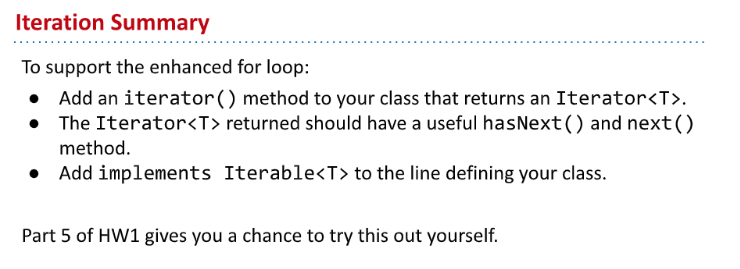 Iteration Summary
To support the enhanced for loop:
● Add an iterator() method to your class that returns an Iterator<T>.
● The Iterator<T> returned should have a useful hasNext() and next()
method.
● Add implements Iterable<T> to the line defining your class.
Part 5 of HW1 gives you a chance to try this out yourself.